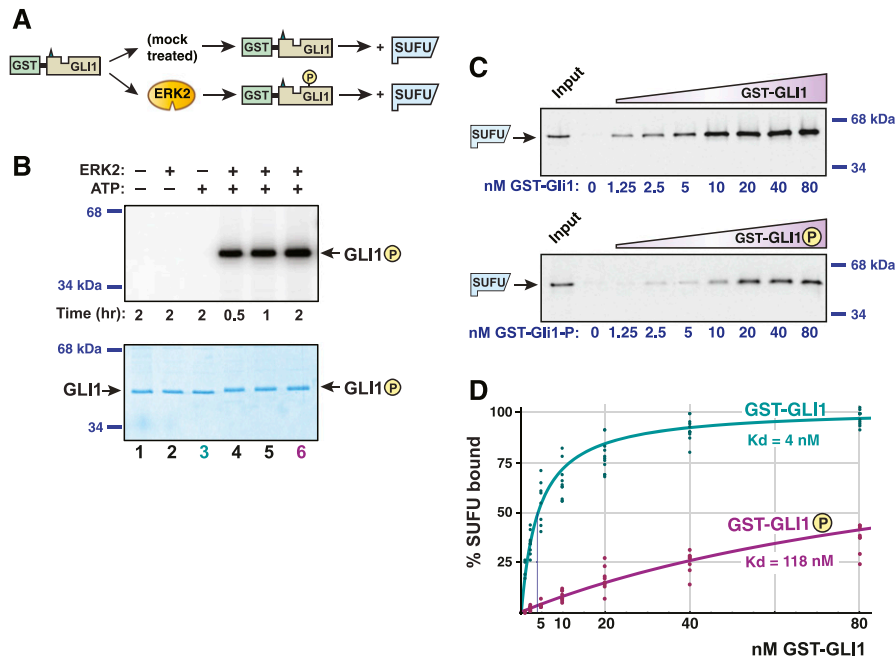 A
GST GLI1
(mock treated)
GST GLI1 + SUFU
ERK2
P
GST GLI1 + SUFU
B
ERK2: – + – + + +
ATP: – – + + + +
68
34 kDa
GLI1 P
Time (hr) 2 2 2 0.5 1 2
68 kDa
GLI1
GLI1 P
34
1 2 3 4 5 6
C
Input
GST-GLI1
SUFU
68 kDa
34
nM GST-Gli1: 0 1.25 2.5 5 10 20 40 80
Input
GST-GLI1 P
SUFU
68 kDa
34
nM GST-Gli1-P: 0 1.25 2.5 5 10 20 40 80
D
% SUFU bound
100
75
50
25
0
GST-GLI1
Kd = 4 nM
GST-GLI1 P
Kd = 118 nM
5 10 20 40 80
nM GST-GLI1